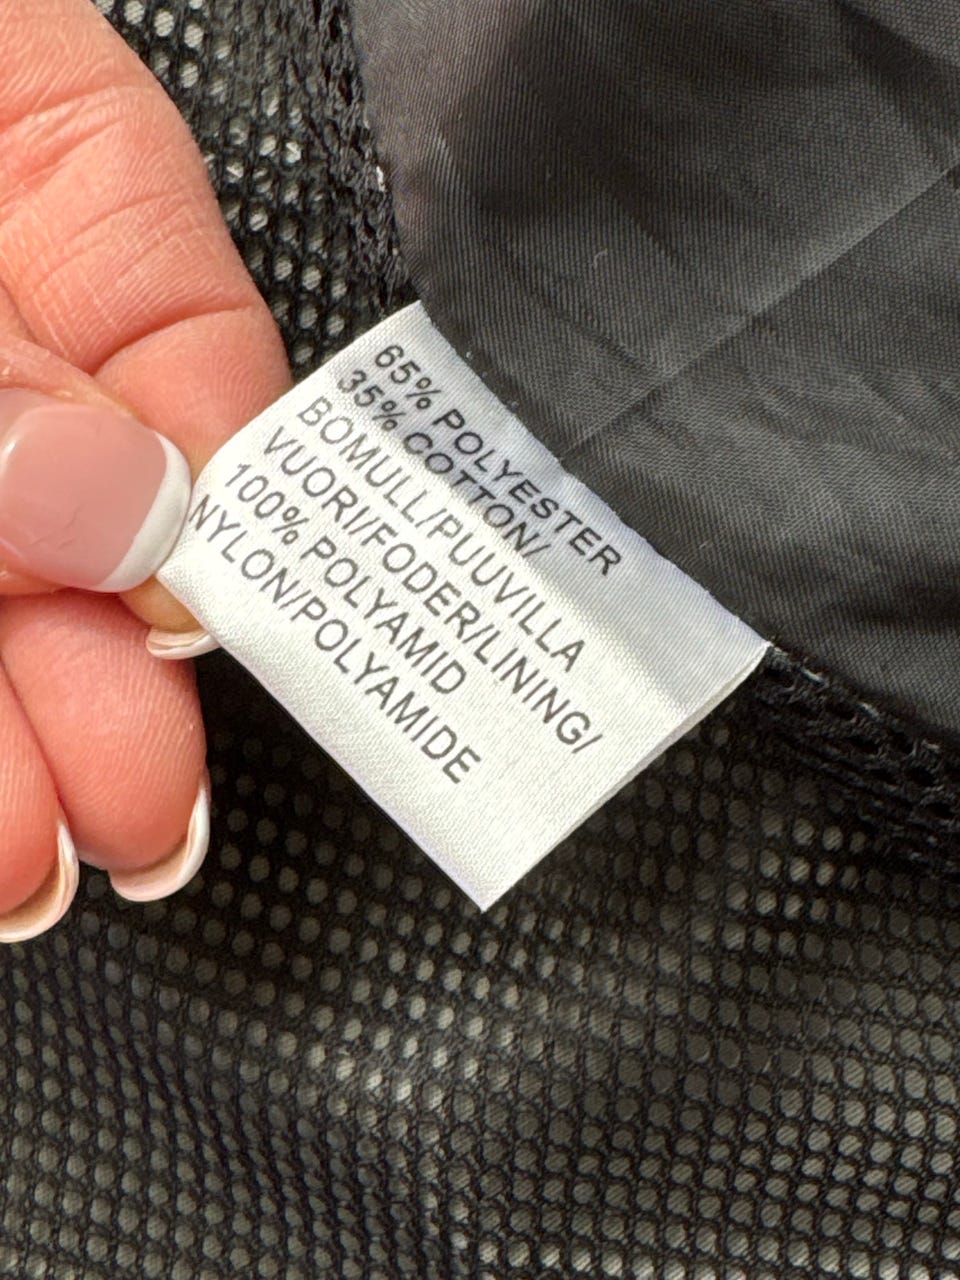 65% POLYESTER
35% COTTON/
BOMULL/PUUVILLA
VUORI/FODER/LINING/
100% POLYAMID
NYLON/POLYAMIDE